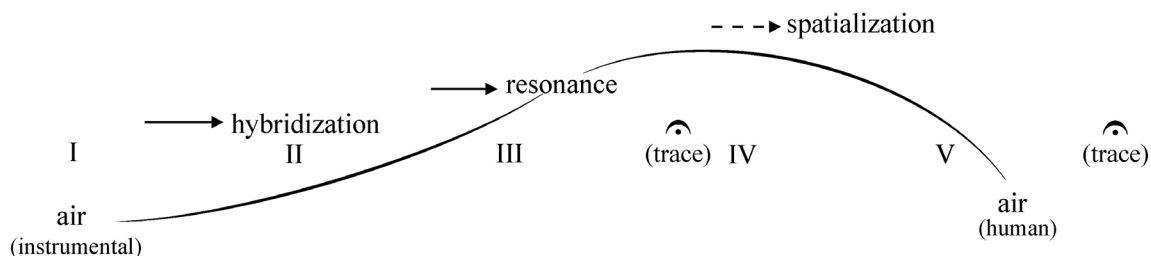 spatialization
resonance
hybridization
I II III (trace) IV V (trace)
air air
(instrumental) (human)